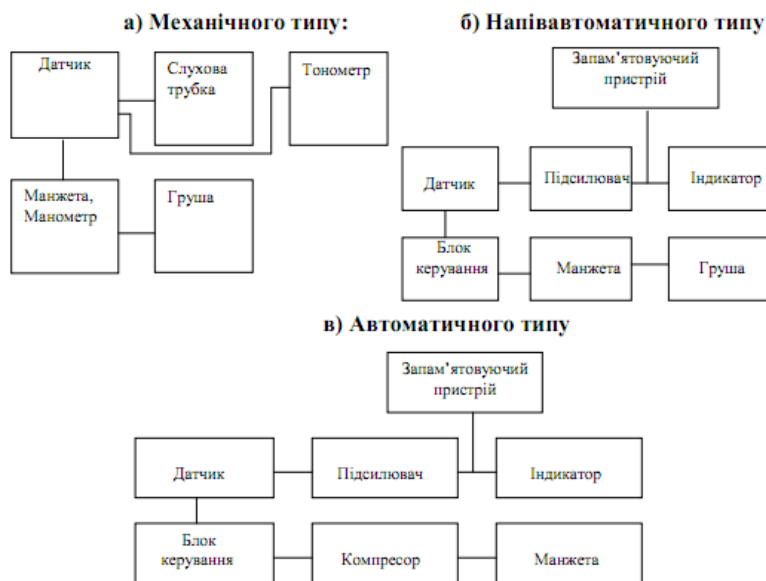 а) Механічного типу:
Датчик
Слухова
трубка
Тонометр
Манжета,
Манометр
Груша
б) Напівавтоматичного типу
Запам’ятовуючий
пристрій
Датчик
Підсилювач
Індикатор
Блок
керування
Манжета
Груша
в) Автоматичного типу
Запам’ятовуючий
пристрій
Датчик
Підсилювач
Індикатор
Блок
керування
Компресор
Манжета